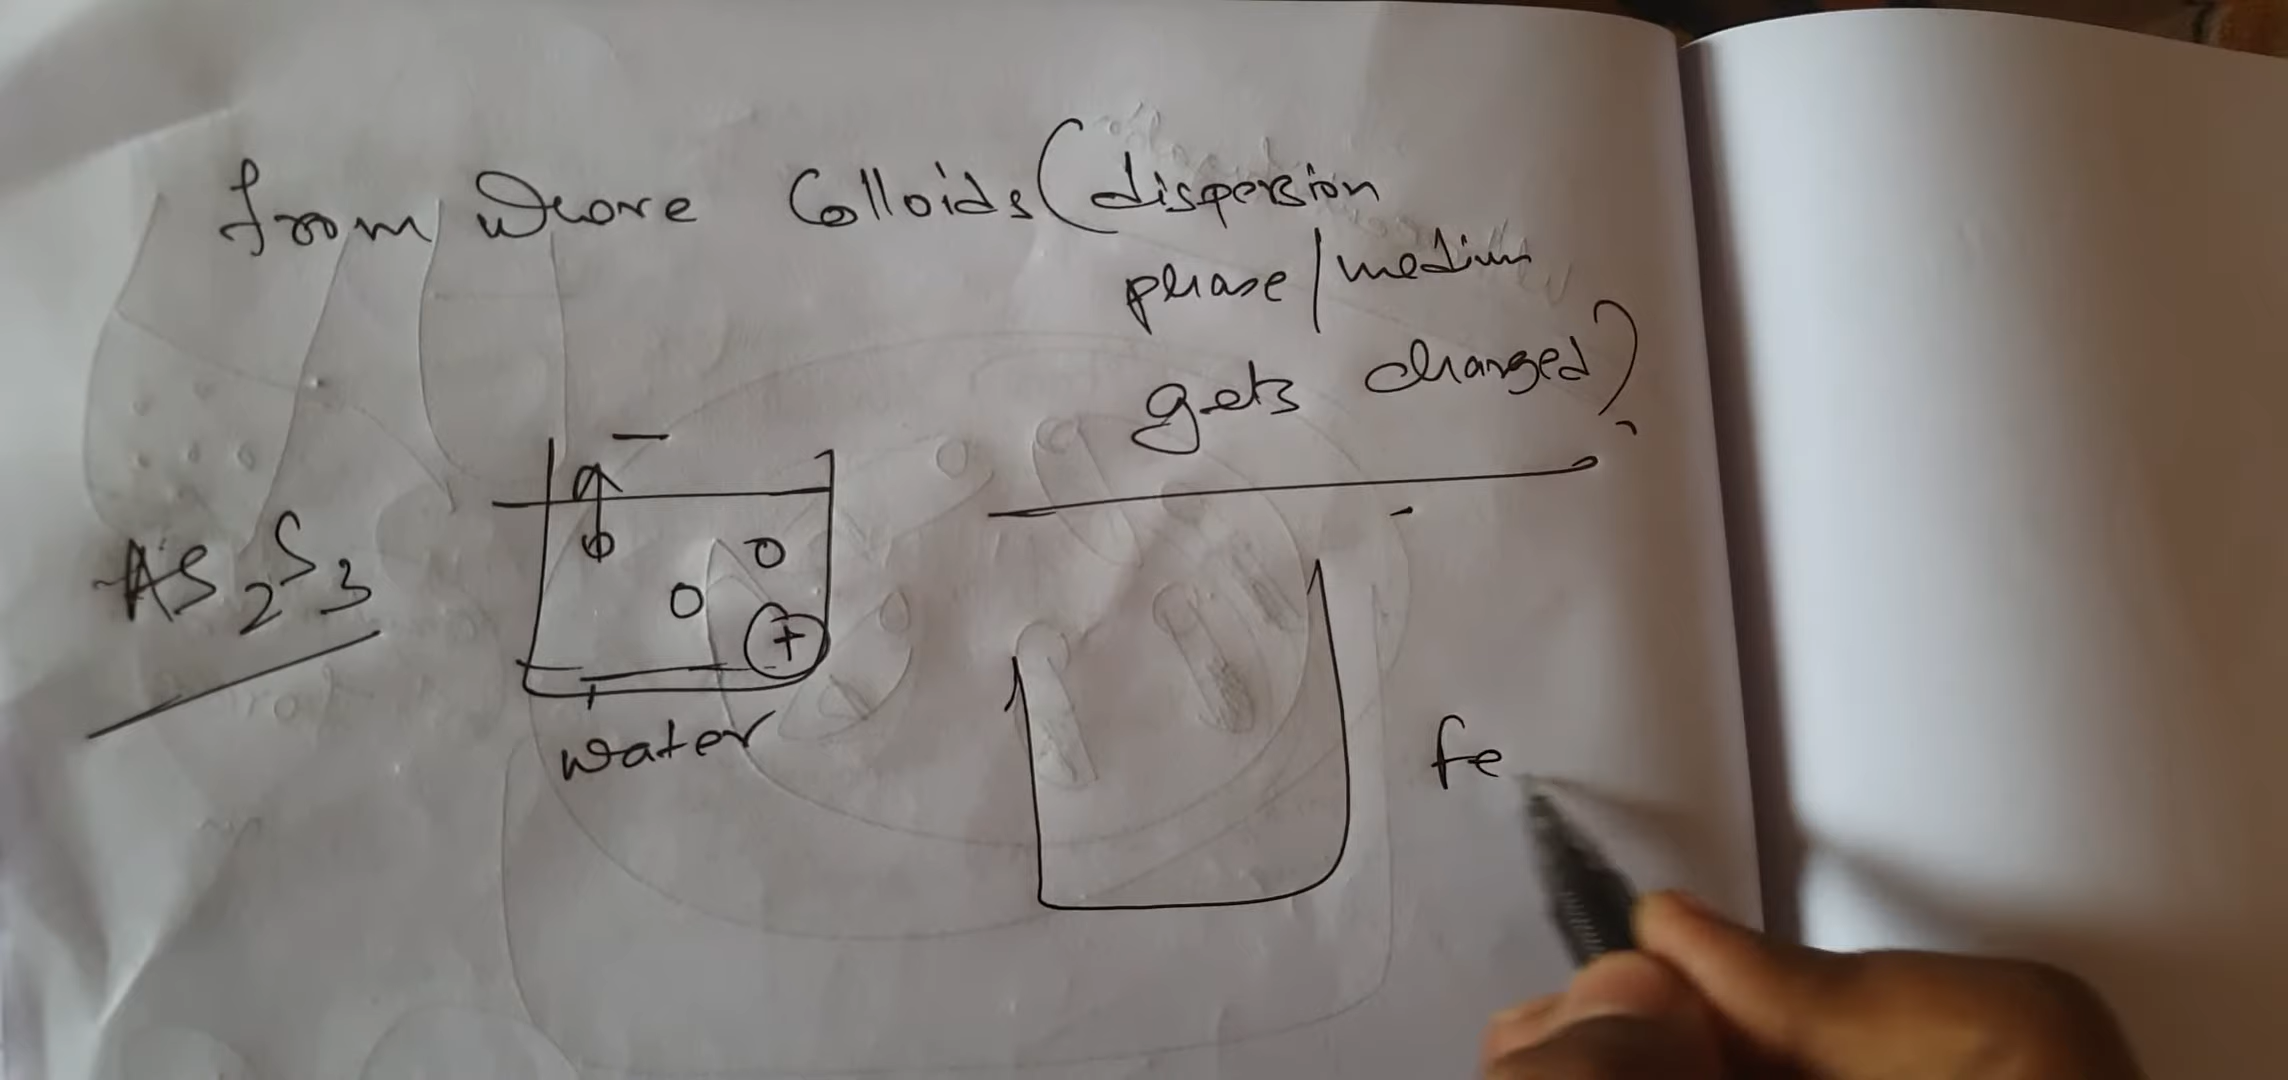 from where Colloids (dispersion
phase/medium
gets changed)?
As2S3
-
+
water
fe